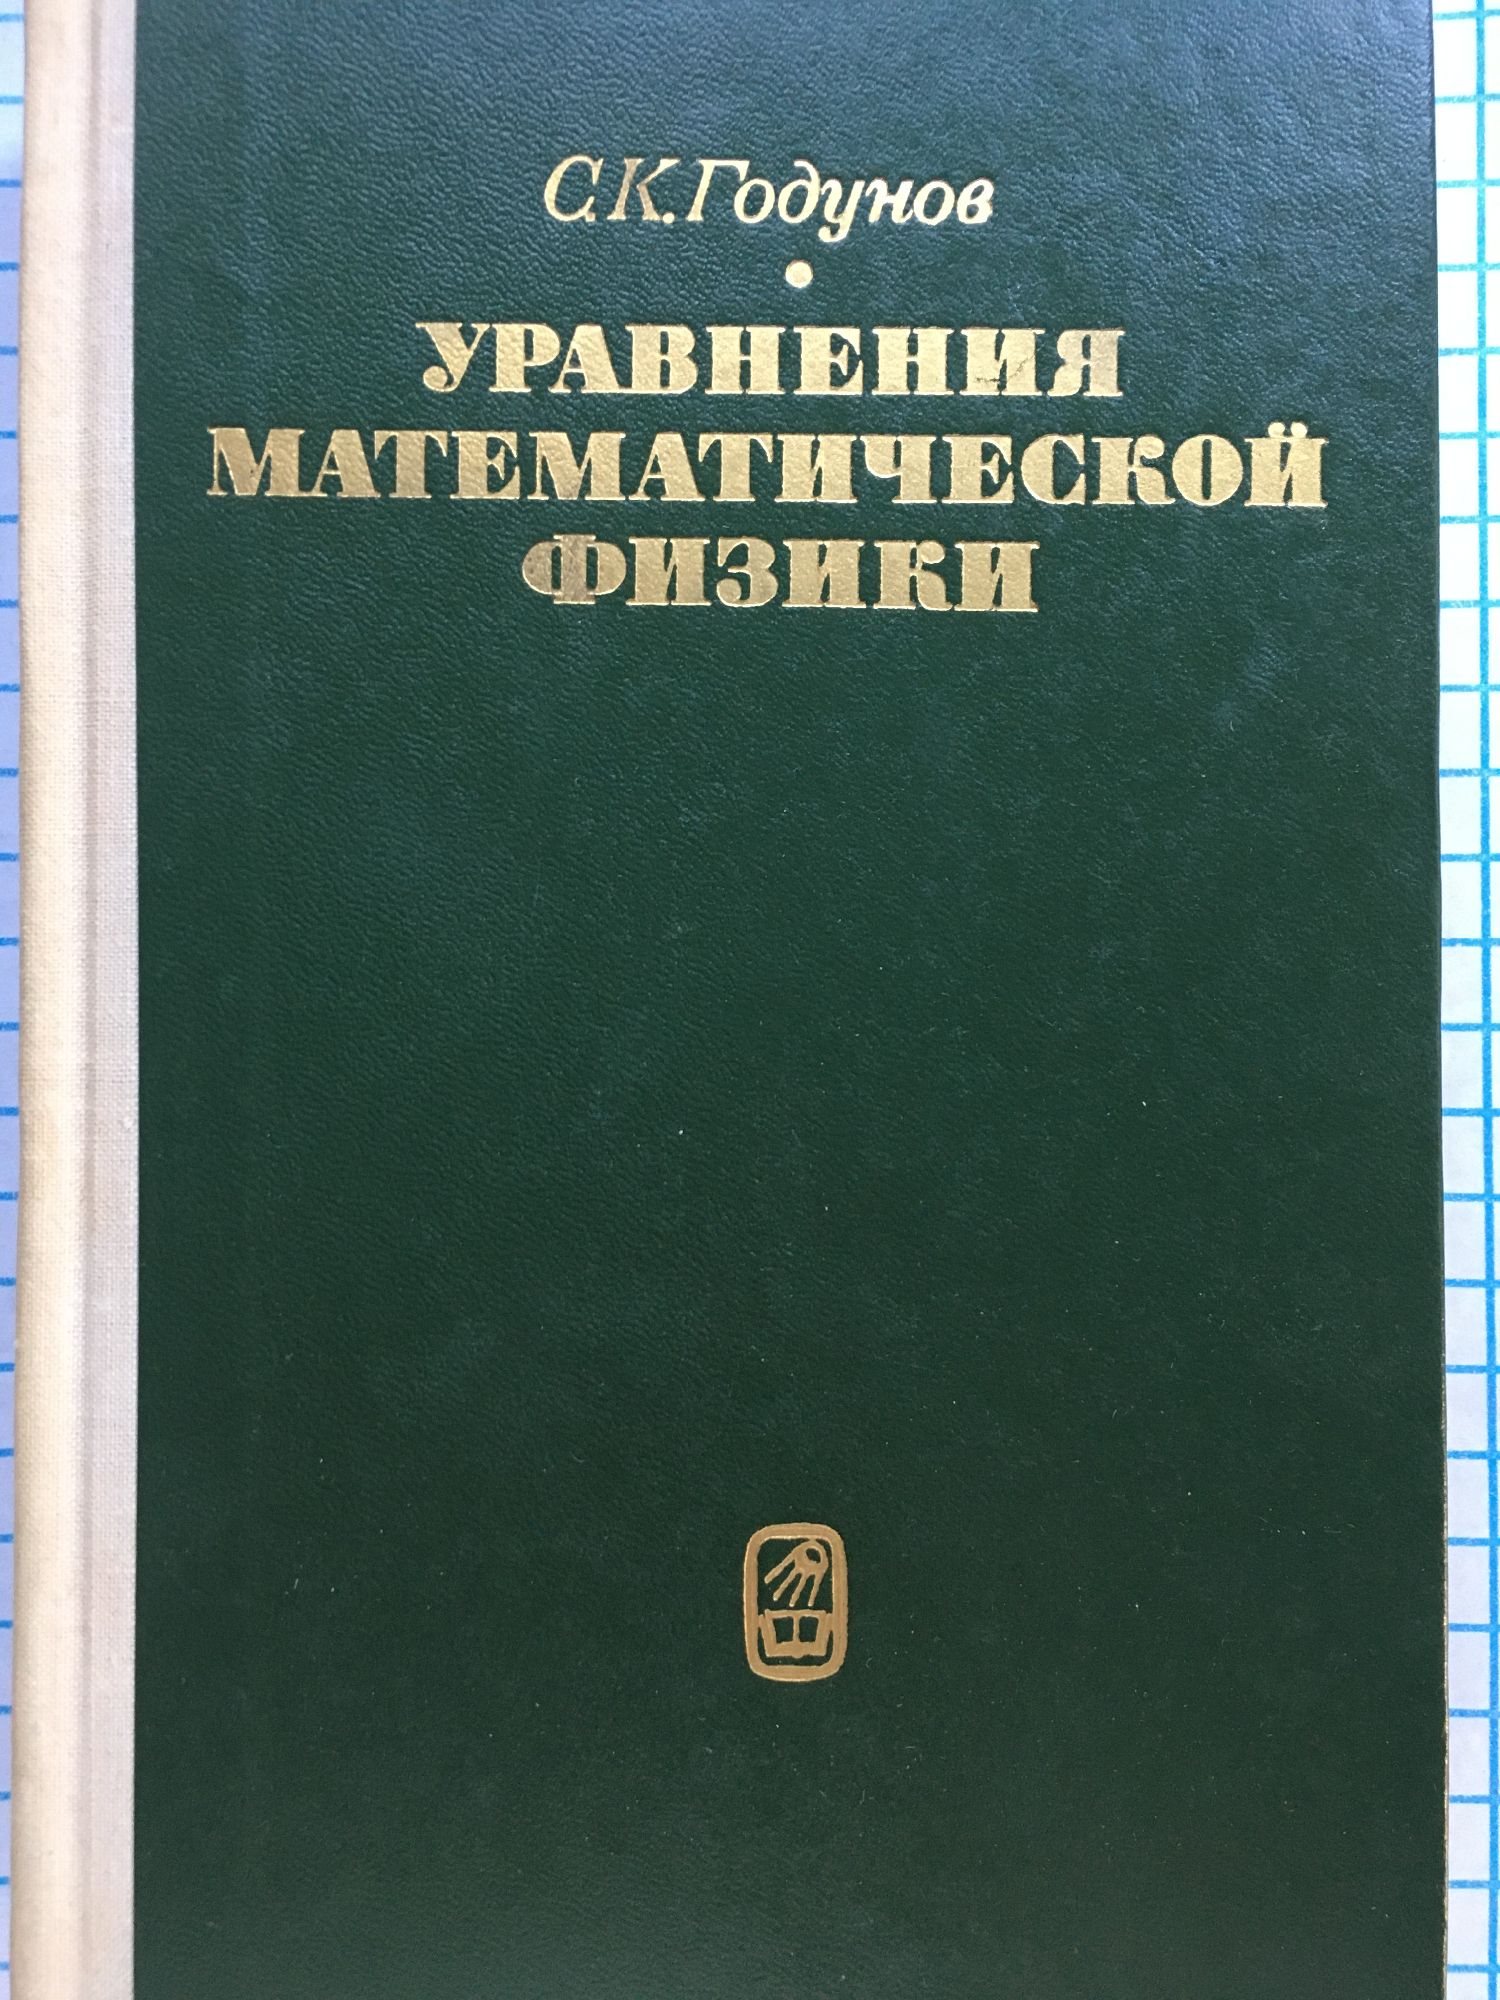 С.К.Годунов
УРАВНЕНИЯ
МАТЕМАТИЧЕСКОЙ
ФИЗИКИ